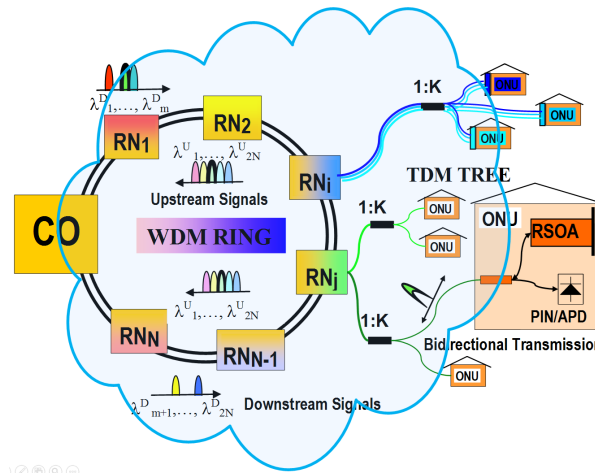 λD1,..., λDm
RN2
RN1
λU1,..., λU2N
Upstream Signals
RNi
1:K
ONU
ONU
ONU
TDM TREE
CO
WDM RING
RNj
1:K
ONU
ONU
ONU
RSOA
PIN/APD
λU1,..., λU2N
RNN
RNN-1
1:K
Bidirectional Transmission
ONU
λDm+1,..., λD2N
Downstream Signals